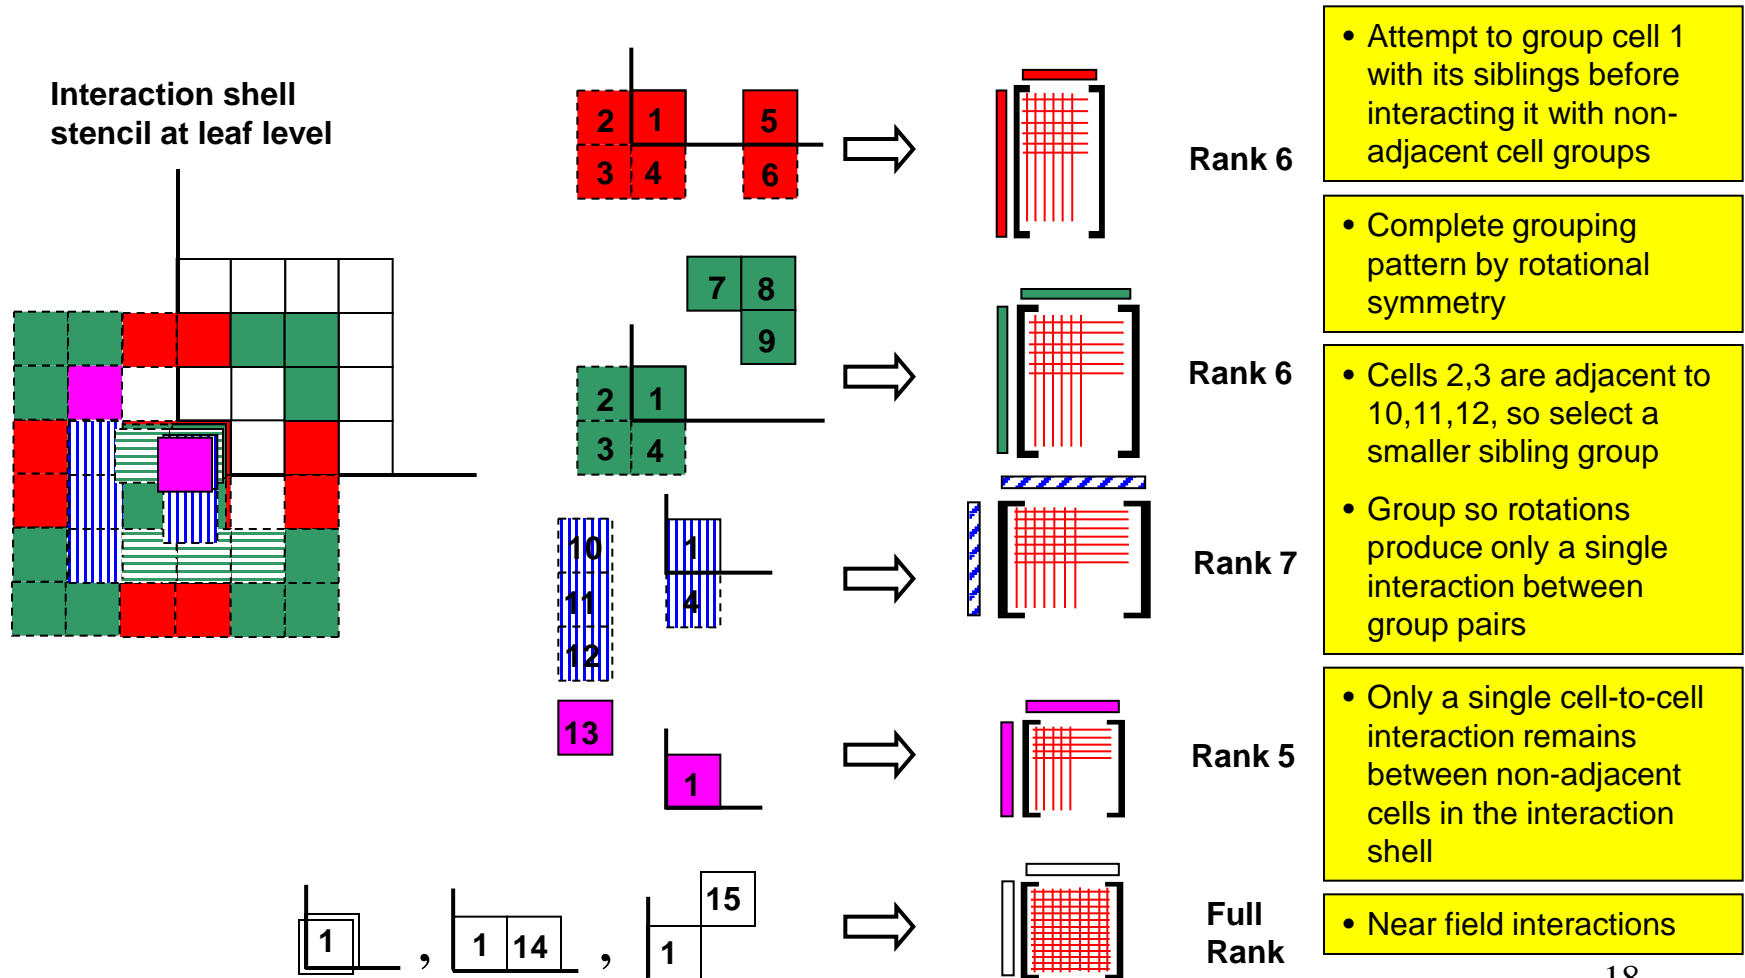 Interaction shell
stencil at leaf level
2 1 5
3 4 6
Rank 6
• Attempt to group cell 1
with its siblings before
interacting it with non-
adjacent cell groups
• Complete grouping
pattern by rotational
symmetry
7 8
9
2 1
3 4
Rank 6
• Cells 2,3 are adjacent to
10,11,12, so select a
smaller sibling group
• Group so rotations
produce only a single
interaction between
group pairs
10 1
11 4
12
Rank 7
13
1
Rank 5
• Only a single cell-to-cell
interaction remains
between non-adjacent
cells in the interaction
shell
1 , 1 14 , 1 15
Full
Rank
• Near field interactions
18